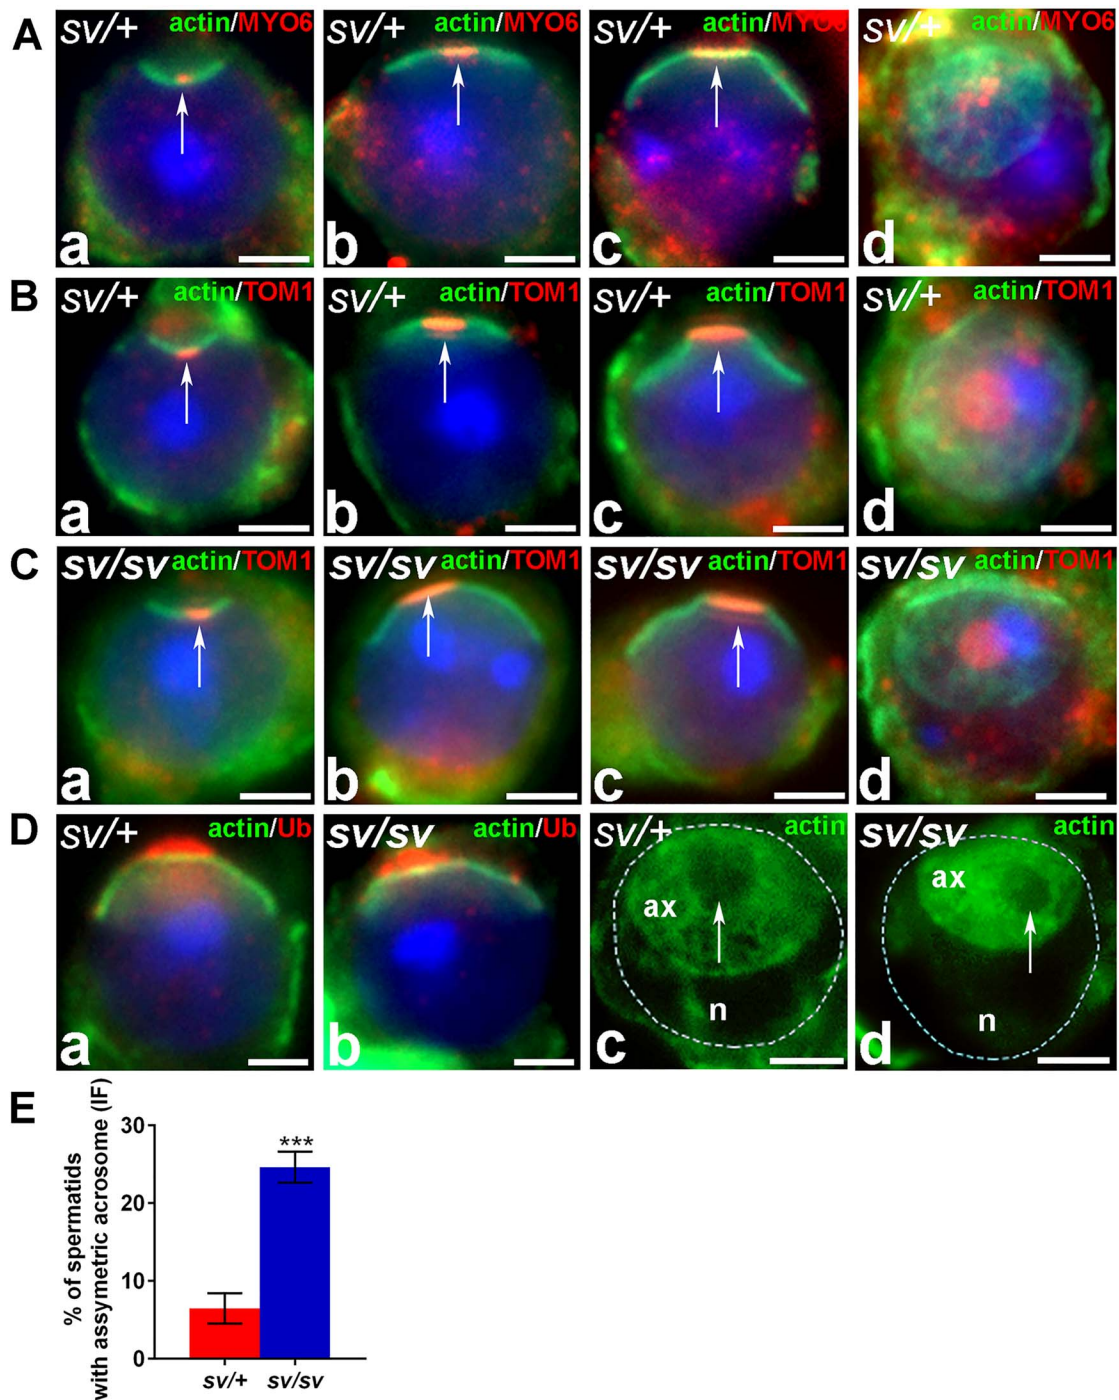 A sv/+ actin/MYO6 sv/+ actin/MYO6 sv/+ actin/MYO6 sv/+ actin/MYO6
a b c d
B sv/+ actin/TOM1 sv/+ actin/TOM1 sv/+ actin/TOM1 sv/+ actin/TOM1
a b c d
C sv/sv actin/TOM1 sv/sv actin/TOM1 sv/sv actin/TOM1 sv/sv actin/TOM1
a b c d
D sv/+ actin/Ub sv/sv actin/Ub sv/+ actin sv/sv actin
ax ax
n n
a b c d
E
% of spermatids
with assymetric acrosome (IF)
30
***
20
10
0
sv/+ sv/sv